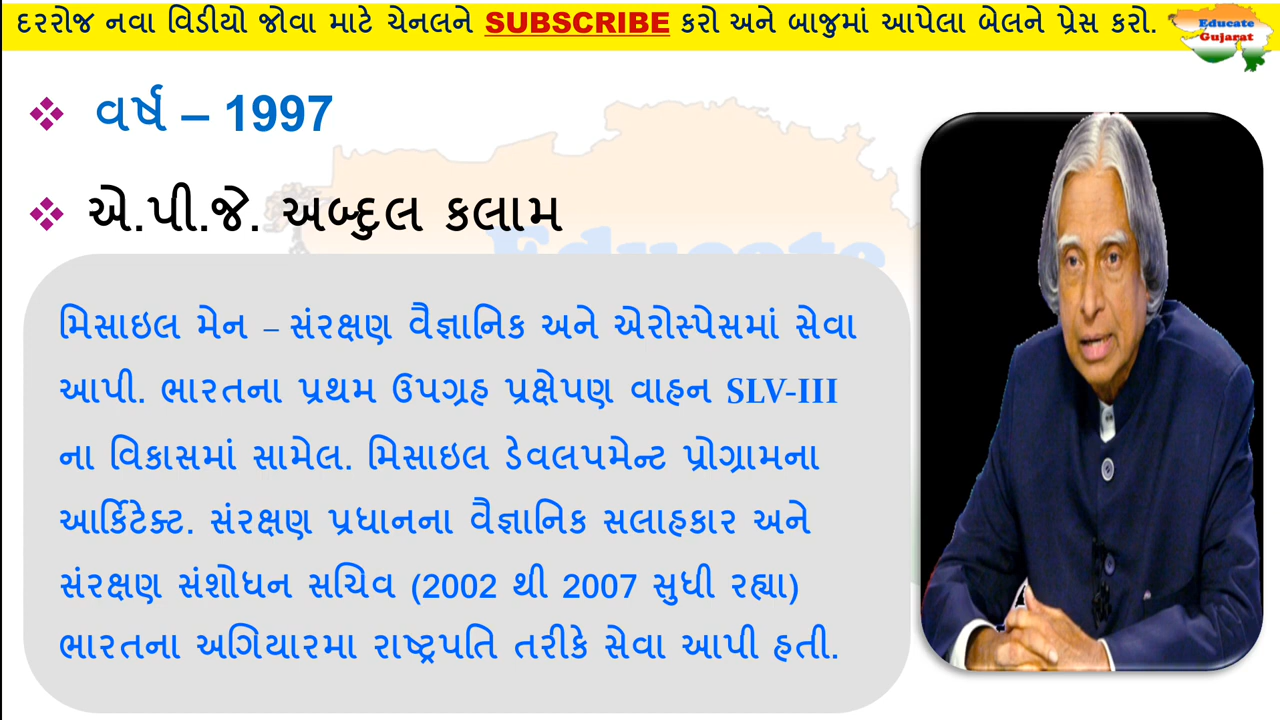 દરરોજ નવા વિડીયો જોવા માટે ચેનલને SUBSCRIBE કરો અને બાજુમાં આપેલા બેલને પ્રેસ કરો.
Educate
Gujarat
❖ વર્ષ – 1997
❖ એ.પી.જે. અબ્દુલ કલામ
Educate
મિસાઇલ મેન – સંરક્ષણ વૈજ્ઞાનિક અને એરોસ્પેસમાં સેવા
આપી. ભારતના પ્રથમ ઉપગ્રહ પ્રક્ષેપણ વાહન SLV-III
ના વિકાસમાં સામેલ. મિસાઇલ ડેવલપમેન્ટ પ્રોગ્રામના
આર્કિટેક્ટ. સંરક્ષણ પ્રધાનના વૈજ્ઞાનિક સલાહકાર અને
સંરક્ષણ સંશોધન સચિવ (2002 થી 2007 સુધી રહ્યા)
ભારતના અગિયારમા રાષ્ટ્રપતિ તરીકે સેવા આપી હતી.